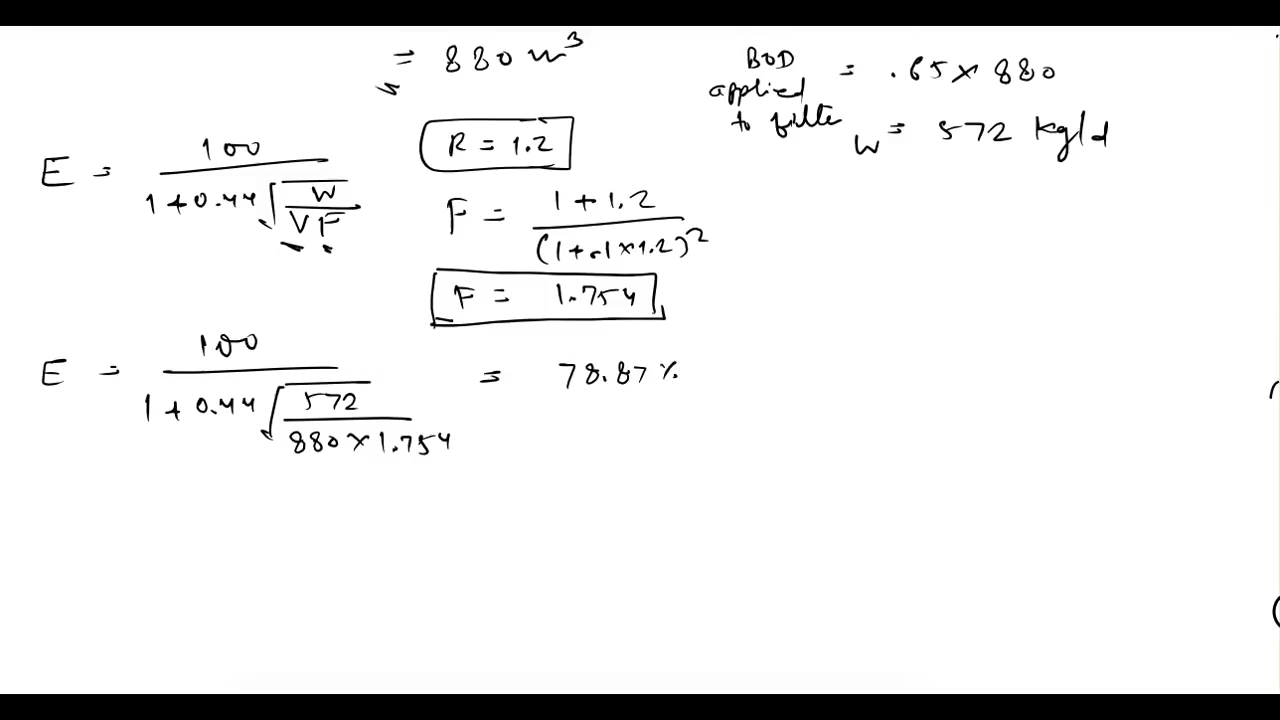 = 880 m³
BOD applied to filte = .65 × 880
W = 572 kg/d
E = 100 / (1 + 0.44 √(W / VF))
R = 1.2
F = (1 + 1.2) / (1 + .1 × 1.2)²
F = 1.754
E = 100 / (1 + 0.44 √(572 / 880 × 1.754)) = 78.87 %